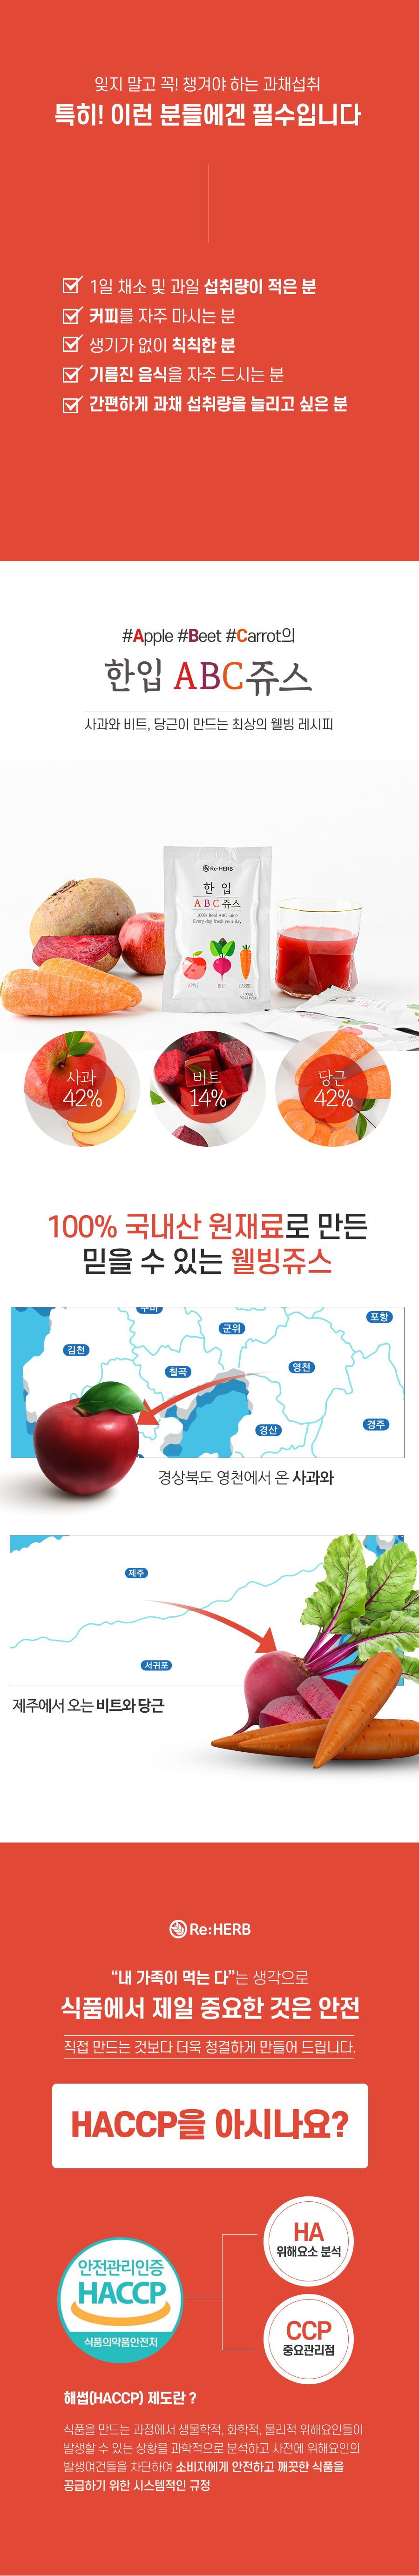 잊지 말고 꼭! 챙겨야 하는 과채섭취
특히! 이런 분들에겐 필수입니다
1일 채소 및 과일 섭취량이 적은 분
커피를 자주 마시는 분
생기가 없이 칙칙한 분
기름진 음식을 자주 드시는 분
간편하게 과채 섭취량을 늘리고 싶은 분
#Apple #Beet #Carrot의
한입 ABC쥬스
사과와 비트, 당근이 만드는 최상의 웰빙 레시피
Re:HERB
한 입
ABC쥬스
100% Real ABC juice
Every day fresh your day
APPLE BEET CARROT
사과
42%
비트
14%
당근
42%
100% 국내산 원재료로 만든
믿을 수 있는 웰빙쥬스
포항
군위
김천
영천
칠곡
경주
경산
경상북도 영천에서 온 사과와
제주
서귀포
제주에서 오는 비트와 당근
Re:HERB
“내 가족이 먹는 다”는 생각으로
식품에서 제일 중요한 것은 안전
직접 만드는 것보다 더욱 청결하게 만들어 드립니다.
HACCP을 아시나요?
HA
위해요소 분석
안전관리인증
HACCP
식품의약품안전처
CCP
중요관리점
해썹(HACCP) 제도란 ?
식품을 만드는 과정에서 생물학적, 화학적, 물리적 위해요인들이
발생할 수 있는 상황을 과학적으로 분석하고 사전에 위해요인의
발생여건들을 차단하여 소비자에게 안전하고 깨끗한 식품을
공급하기 위한 시스템적인 규정